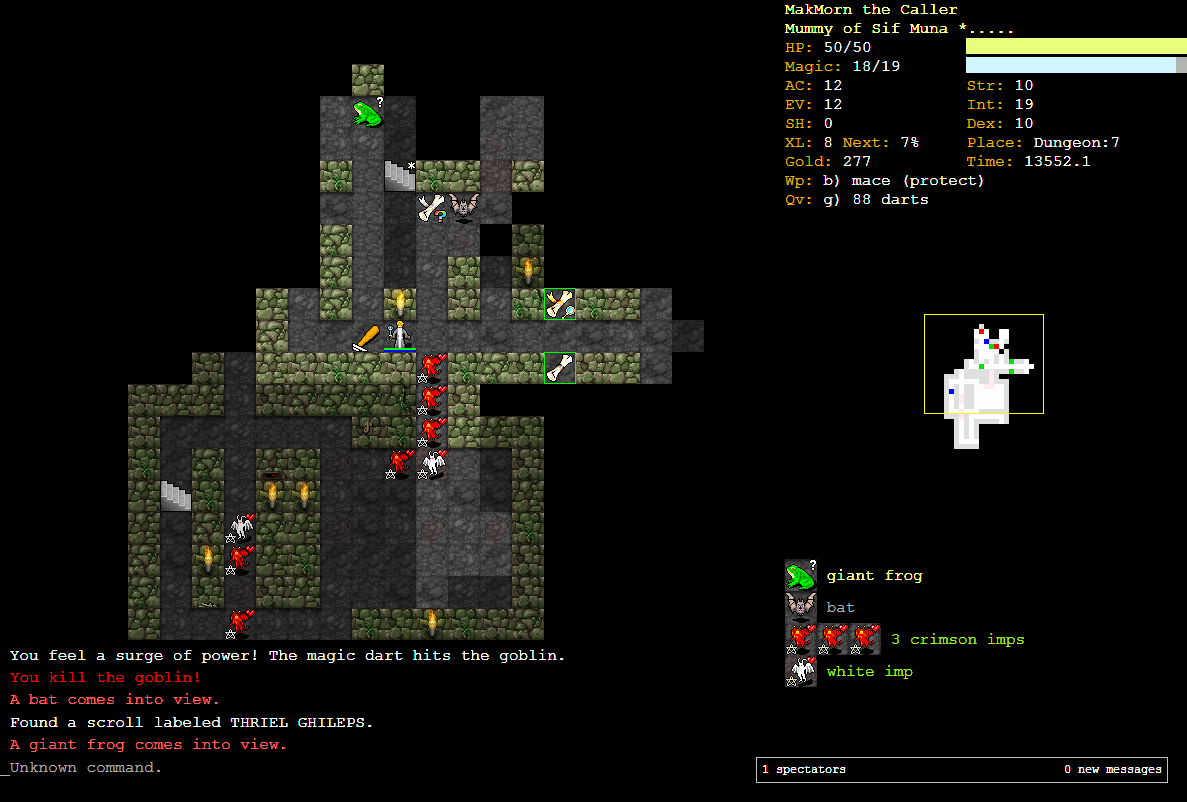 MakMorn the Caller
Mummy of Sif Muna *.....
HP: 50/50
Magic: 18/19
AC: 12 Str: 10
EV: 12 Int: 19
SH: 0 Dex: 10
XL: 8 Next: 7% Place: Dungeon:7
Gold: 277 Time: 13552.1
Wp: b) mace (protect)
Qv: g) 88 darts
giant frog
bat
3 crimson imps
white imp
You feel a surge of power! The magic dart hits the goblin.
You kill the goblin!
A bat comes into view.
Found a scroll labeled THRIEL GHILEPS.
A giant frog comes into view.
_Unknown command.
1 spectators 0 new messages